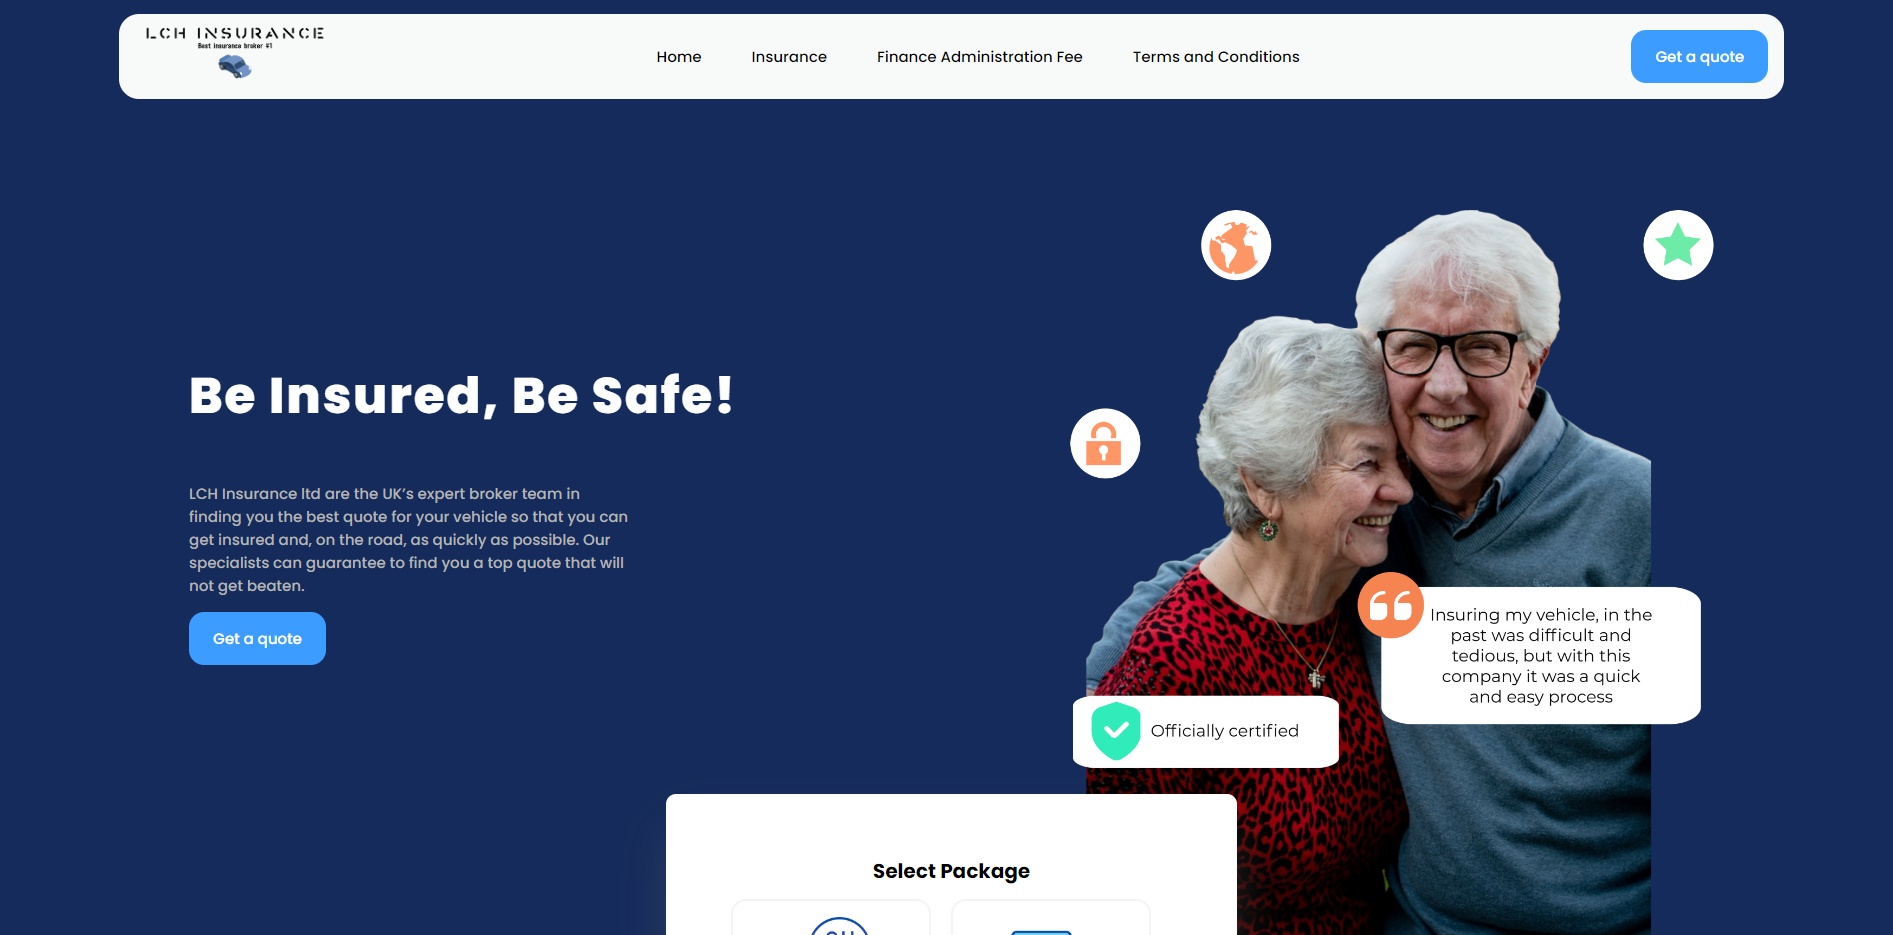 LCH INSURANCE
Best insurance broker #1
Home
Insurance
Finance Administration Fee
Terms and Conditions
Get a quote
Be Insured, Be Safe!
LCH Insurance ltd are the UK’s expert broker team in
finding you the best quote for your vehicle so that you can
get insured and, on the road, as quickly as possible. Our
specialists can guarantee to find you a top quote that will
not get beaten.
Get a quote
Insuring my vehicle, in the
past was difficult and
tedious, but with this
company it was a quick
and easy process
Officially certified
Select Package